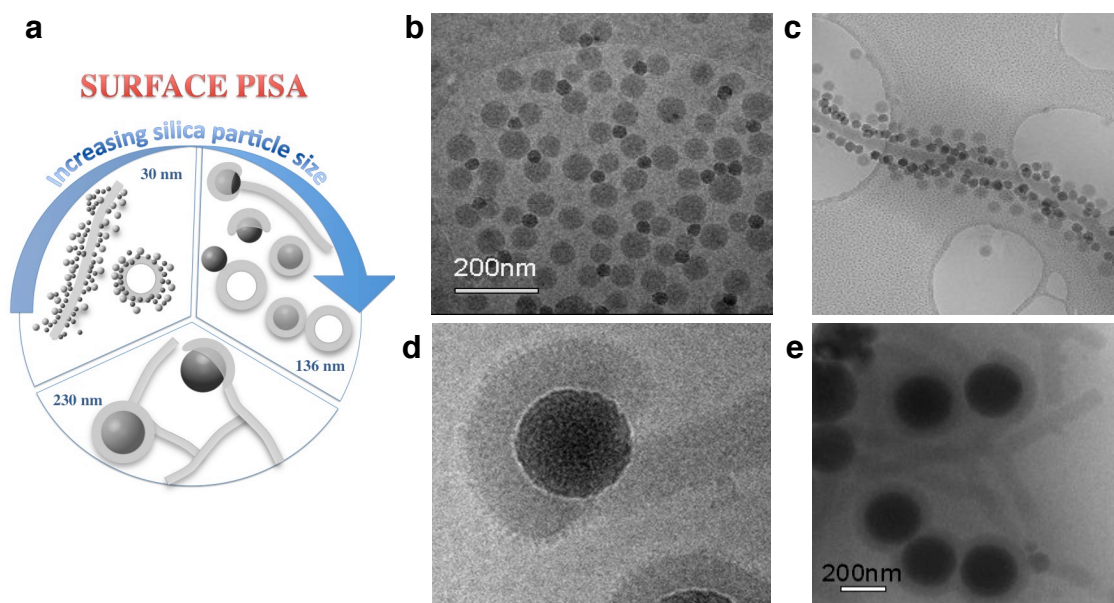 a
SURFACE PISA
Increasing silica particle size
30 nm
136 nm
230 nm
b
200nm
c
d
e
200nm